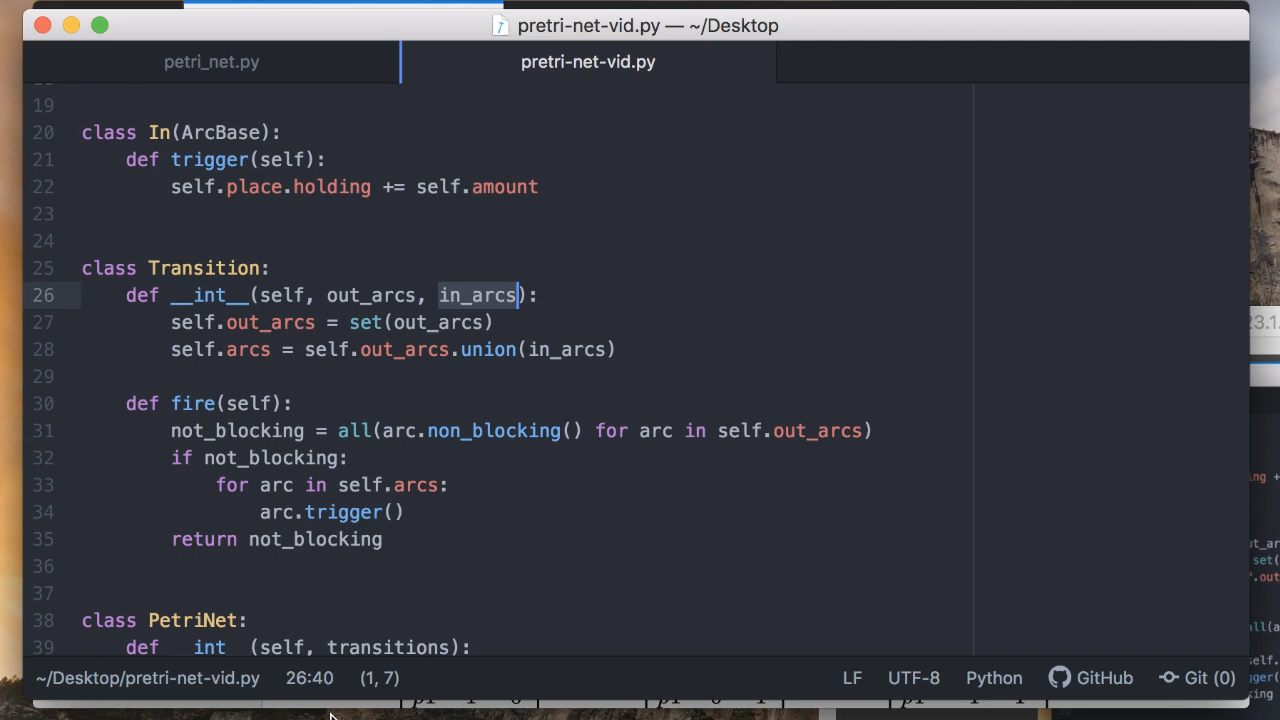 pretri-net-vid.py — ~/Desktop
petri_net.py
pretri-net-vid.py
19
20 class In(ArcBase):
21 def trigger(self):
22 self.place.holding += self.amount
23
24
25 class Transition:
26 def __int__(self, out_arcs, in_arcs):
27 self.out_arcs = set(out_arcs)
28 self.arcs = self.out_arcs.union(in_arcs)
29
30 def fire(self):
31 not_blocking = all(arc.non_blocking() for arc in self.out_arcs)
32 if not_blocking:
33 for arc in self.arcs:
34 arc.trigger()
35 return not_blocking
36
37
38 class PetriNet:
39 def __int__(self, transitions):
~/Desktop/pretri-net-vid.py 26:40 (1, 7) LF UTF-8 Python GitHub Git (0)